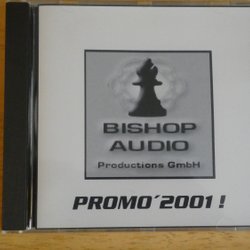 BISHOP
AUDIO
Productions GmbH
PROMO´2001 !